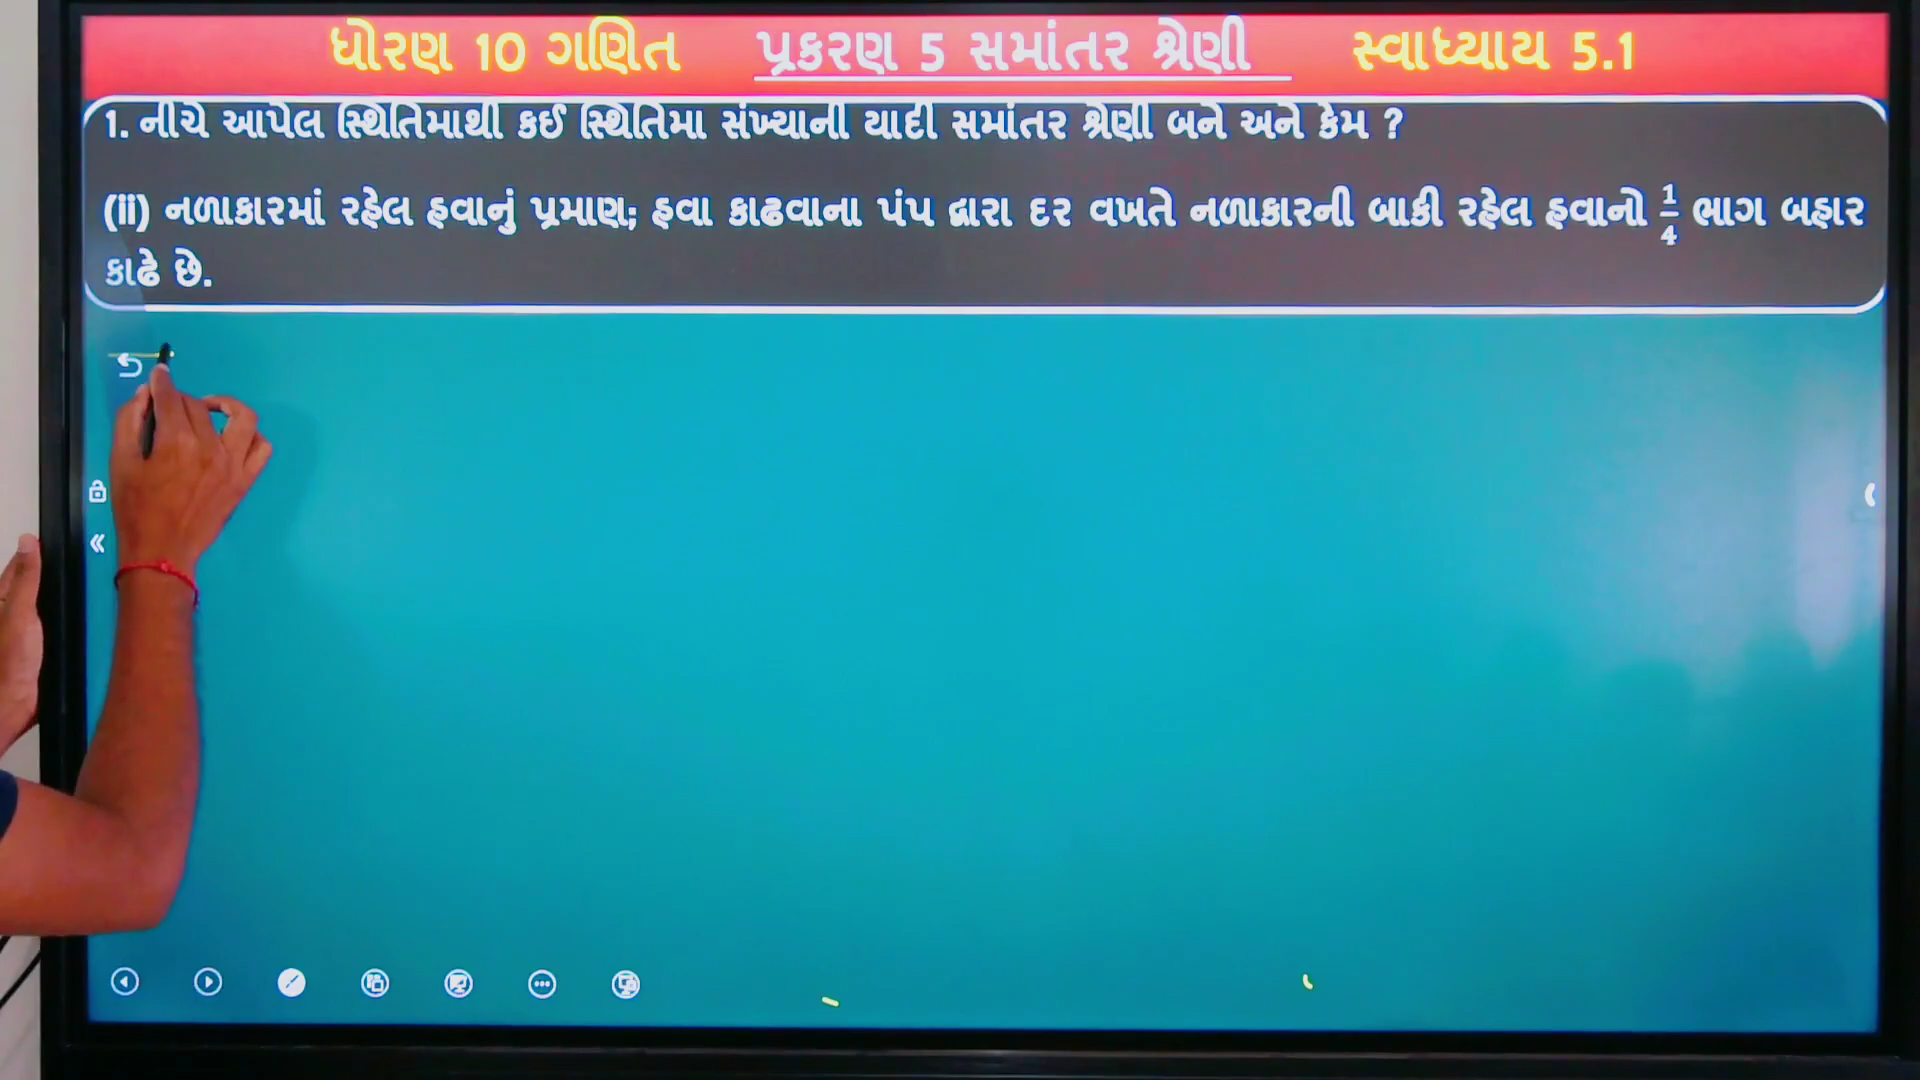 ધોરણ 10 ગણિત પ્રકરણ 5 સમાંતર શ્રેણી સ્વાધ્યાય 5.1
1. નીચે આપેલ સ્થિતિમાથી કઈ સ્થિતિમા સંખ્યાની યાદી સમાંતર શ્રેણી બને અને કેમ ?
(ii) નળાકારમાં રહેલ હવાનું પ્રમાણ; હવા કાઢવાના પંપ દ્વારા દર વખતે નળાકારની બાકી રહેલ હવાનો 1/4 ભાગ બહાર
કાઢે છે.